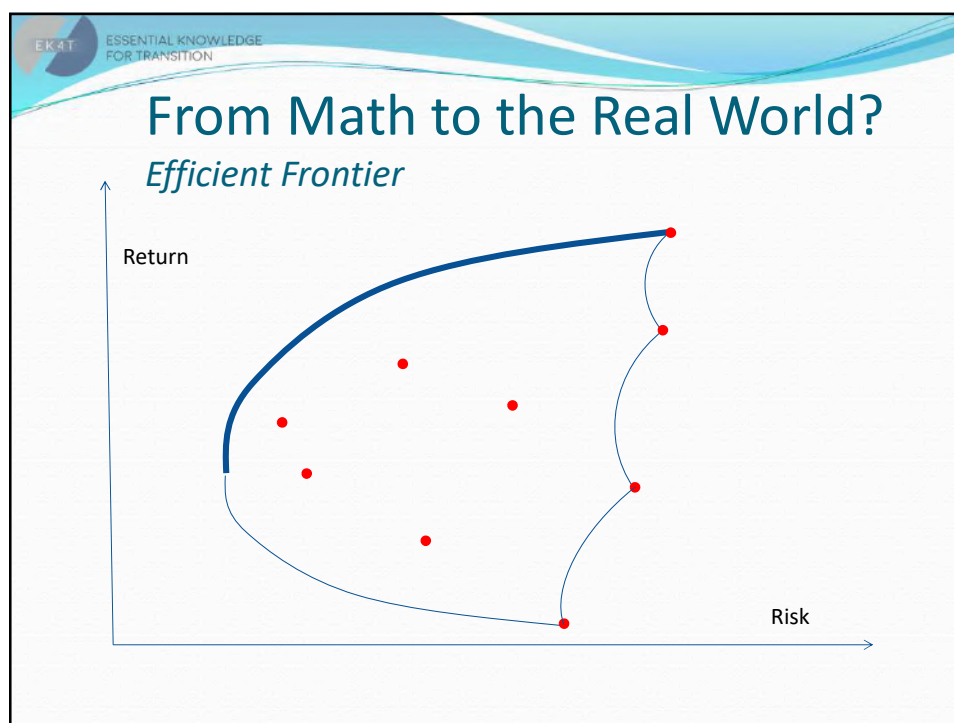 EK4T
ESSENTIAL KNOWLEDGE
FOR TRANSITION
From Math to the Real World?
Efficient Frontier
Return
Risk